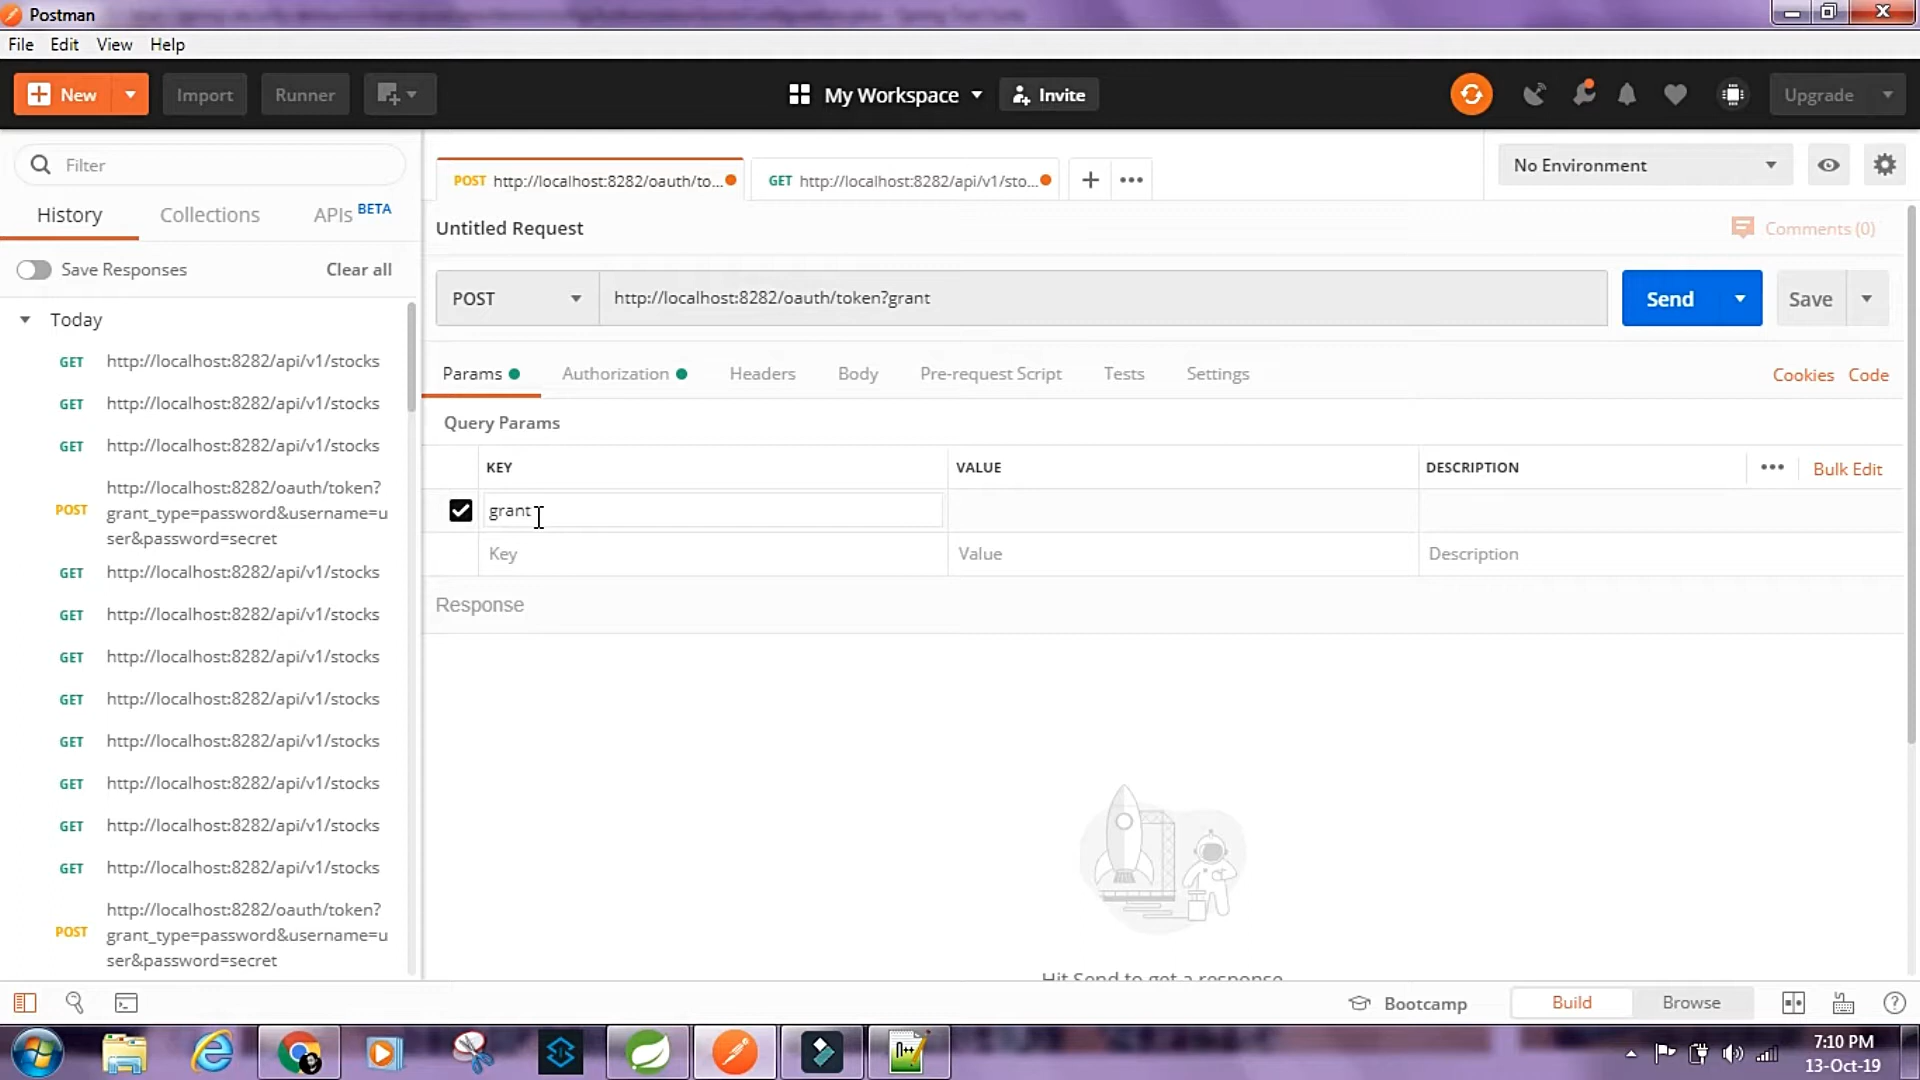 Postman
File Edit View Help
New Import Runner My Workspace Invite Upgrade
Filter
History Collections APIs BETA
Save Responses Clear all
Today
GET http://localhost:8282/api/v1/stocks
GET http://localhost:8282/api/v1/stocks
GET http://localhost:8282/api/v1/stocks
http://localhost:8282/oauth/token?
POST grant_type=password&username=u
ser&password=secret
GET http://localhost:8282/api/v1/stocks
GET http://localhost:8282/api/v1/stocks
GET http://localhost:8282/api/v1/stocks
GET http://localhost:8282/api/v1/stocks
GET http://localhost:8282/api/v1/stocks
GET http://localhost:8282/api/v1/stocks
GET http://localhost:8282/api/v1/stocks
GET http://localhost:8282/api/v1/stocks
http://localhost:8282/oauth/token?
POST grant_type=password&username=u
ser&password=secret
POST http://localhost:8282/oauth/to... GET http://localhost:8282/api/v1/sto... No Environment
Untitled Request Comments (0)
POST http://localhost:8282/oauth/token?grant Send Save
Params Authorization Headers Body Pre-request Script Tests Settings Cookies Code
Query Params
KEY VALUE DESCRIPTION Bulk Edit
grant
Key Value Description
Response
Hit Send to get a response
Bootcamp Build Browse
7:10 PM
13-Oct-19